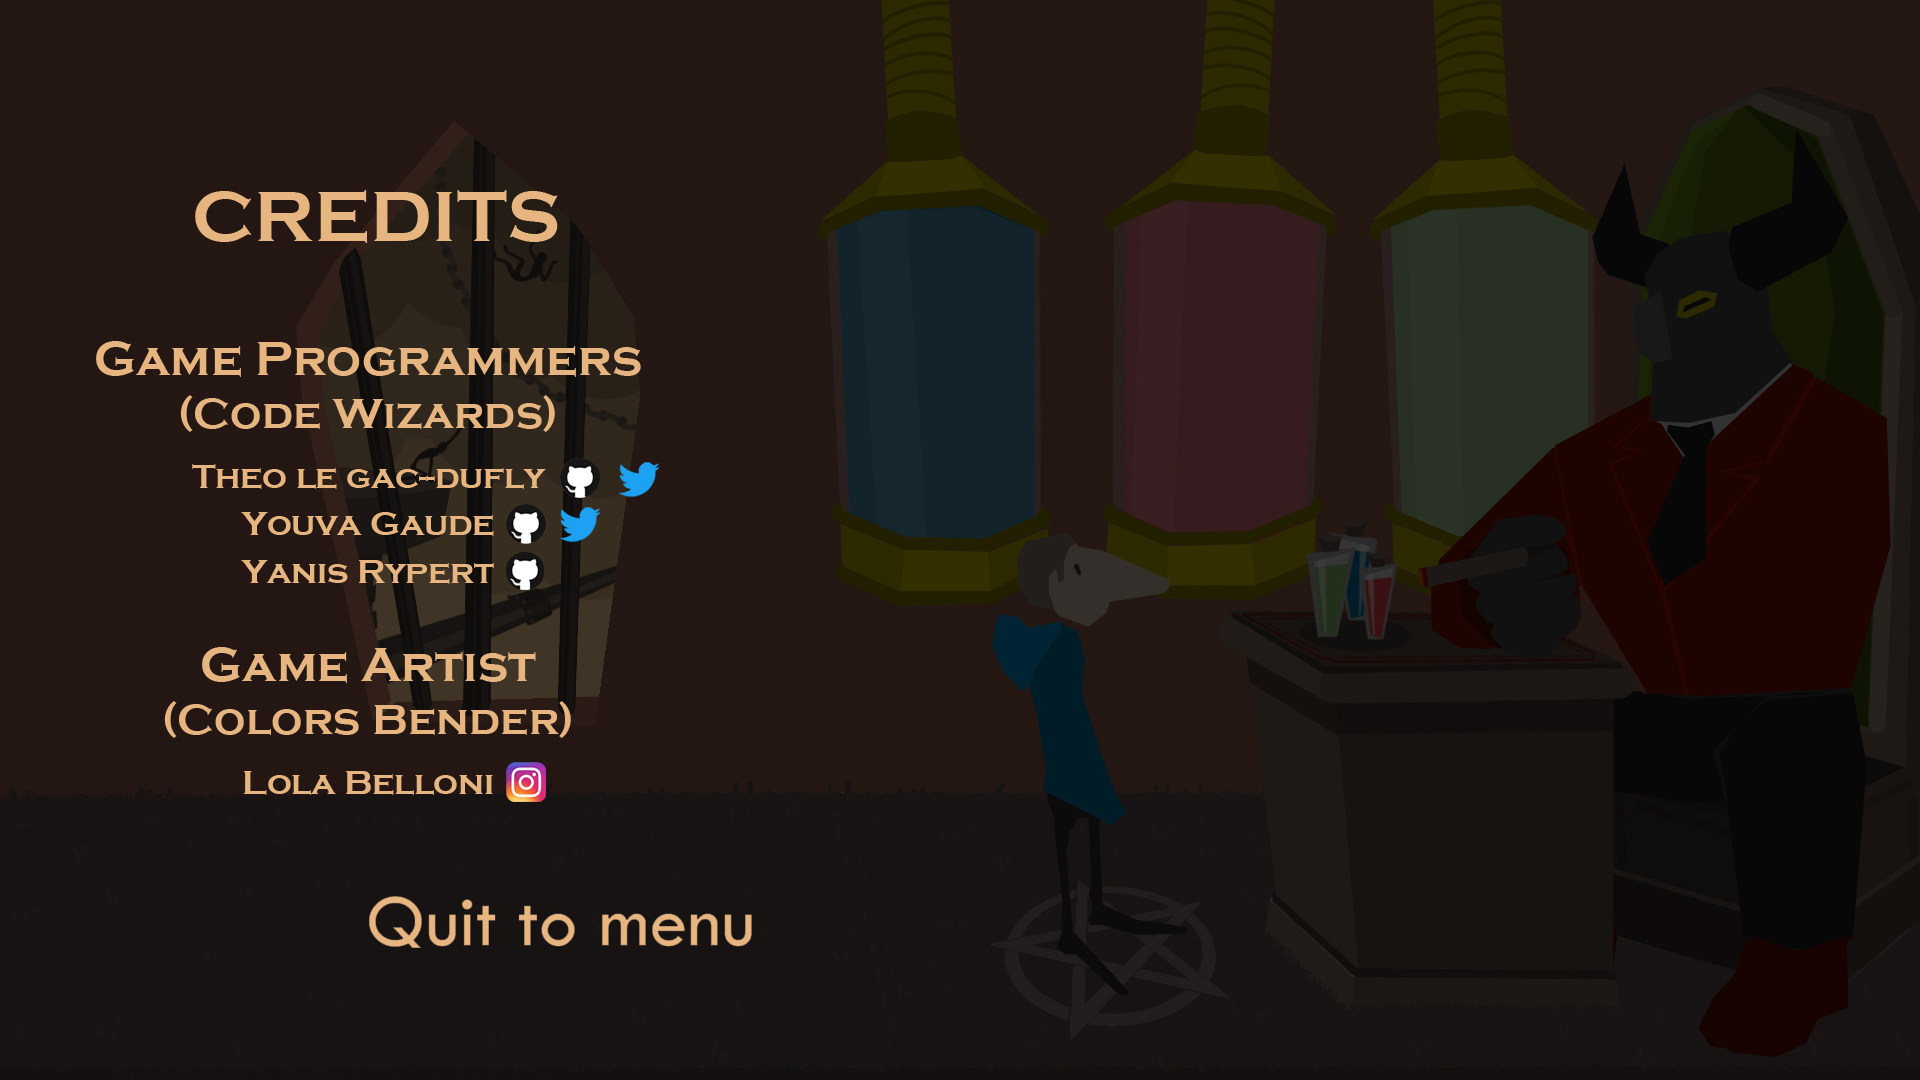 CREDITS
Game Programmers
(Code Wizards)
Theo le gac-dufly
Youva Gaude
Yanis Rypert
Game Artist
(Colors Bender)
Lola Belloni
Quit to menu